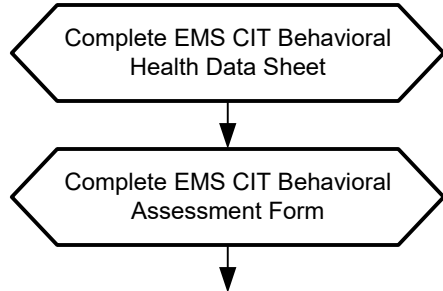 Complete EMS CIT Behavioral
Health Data Sheet
Complete EMS CIT Behavioral
Assessment Form